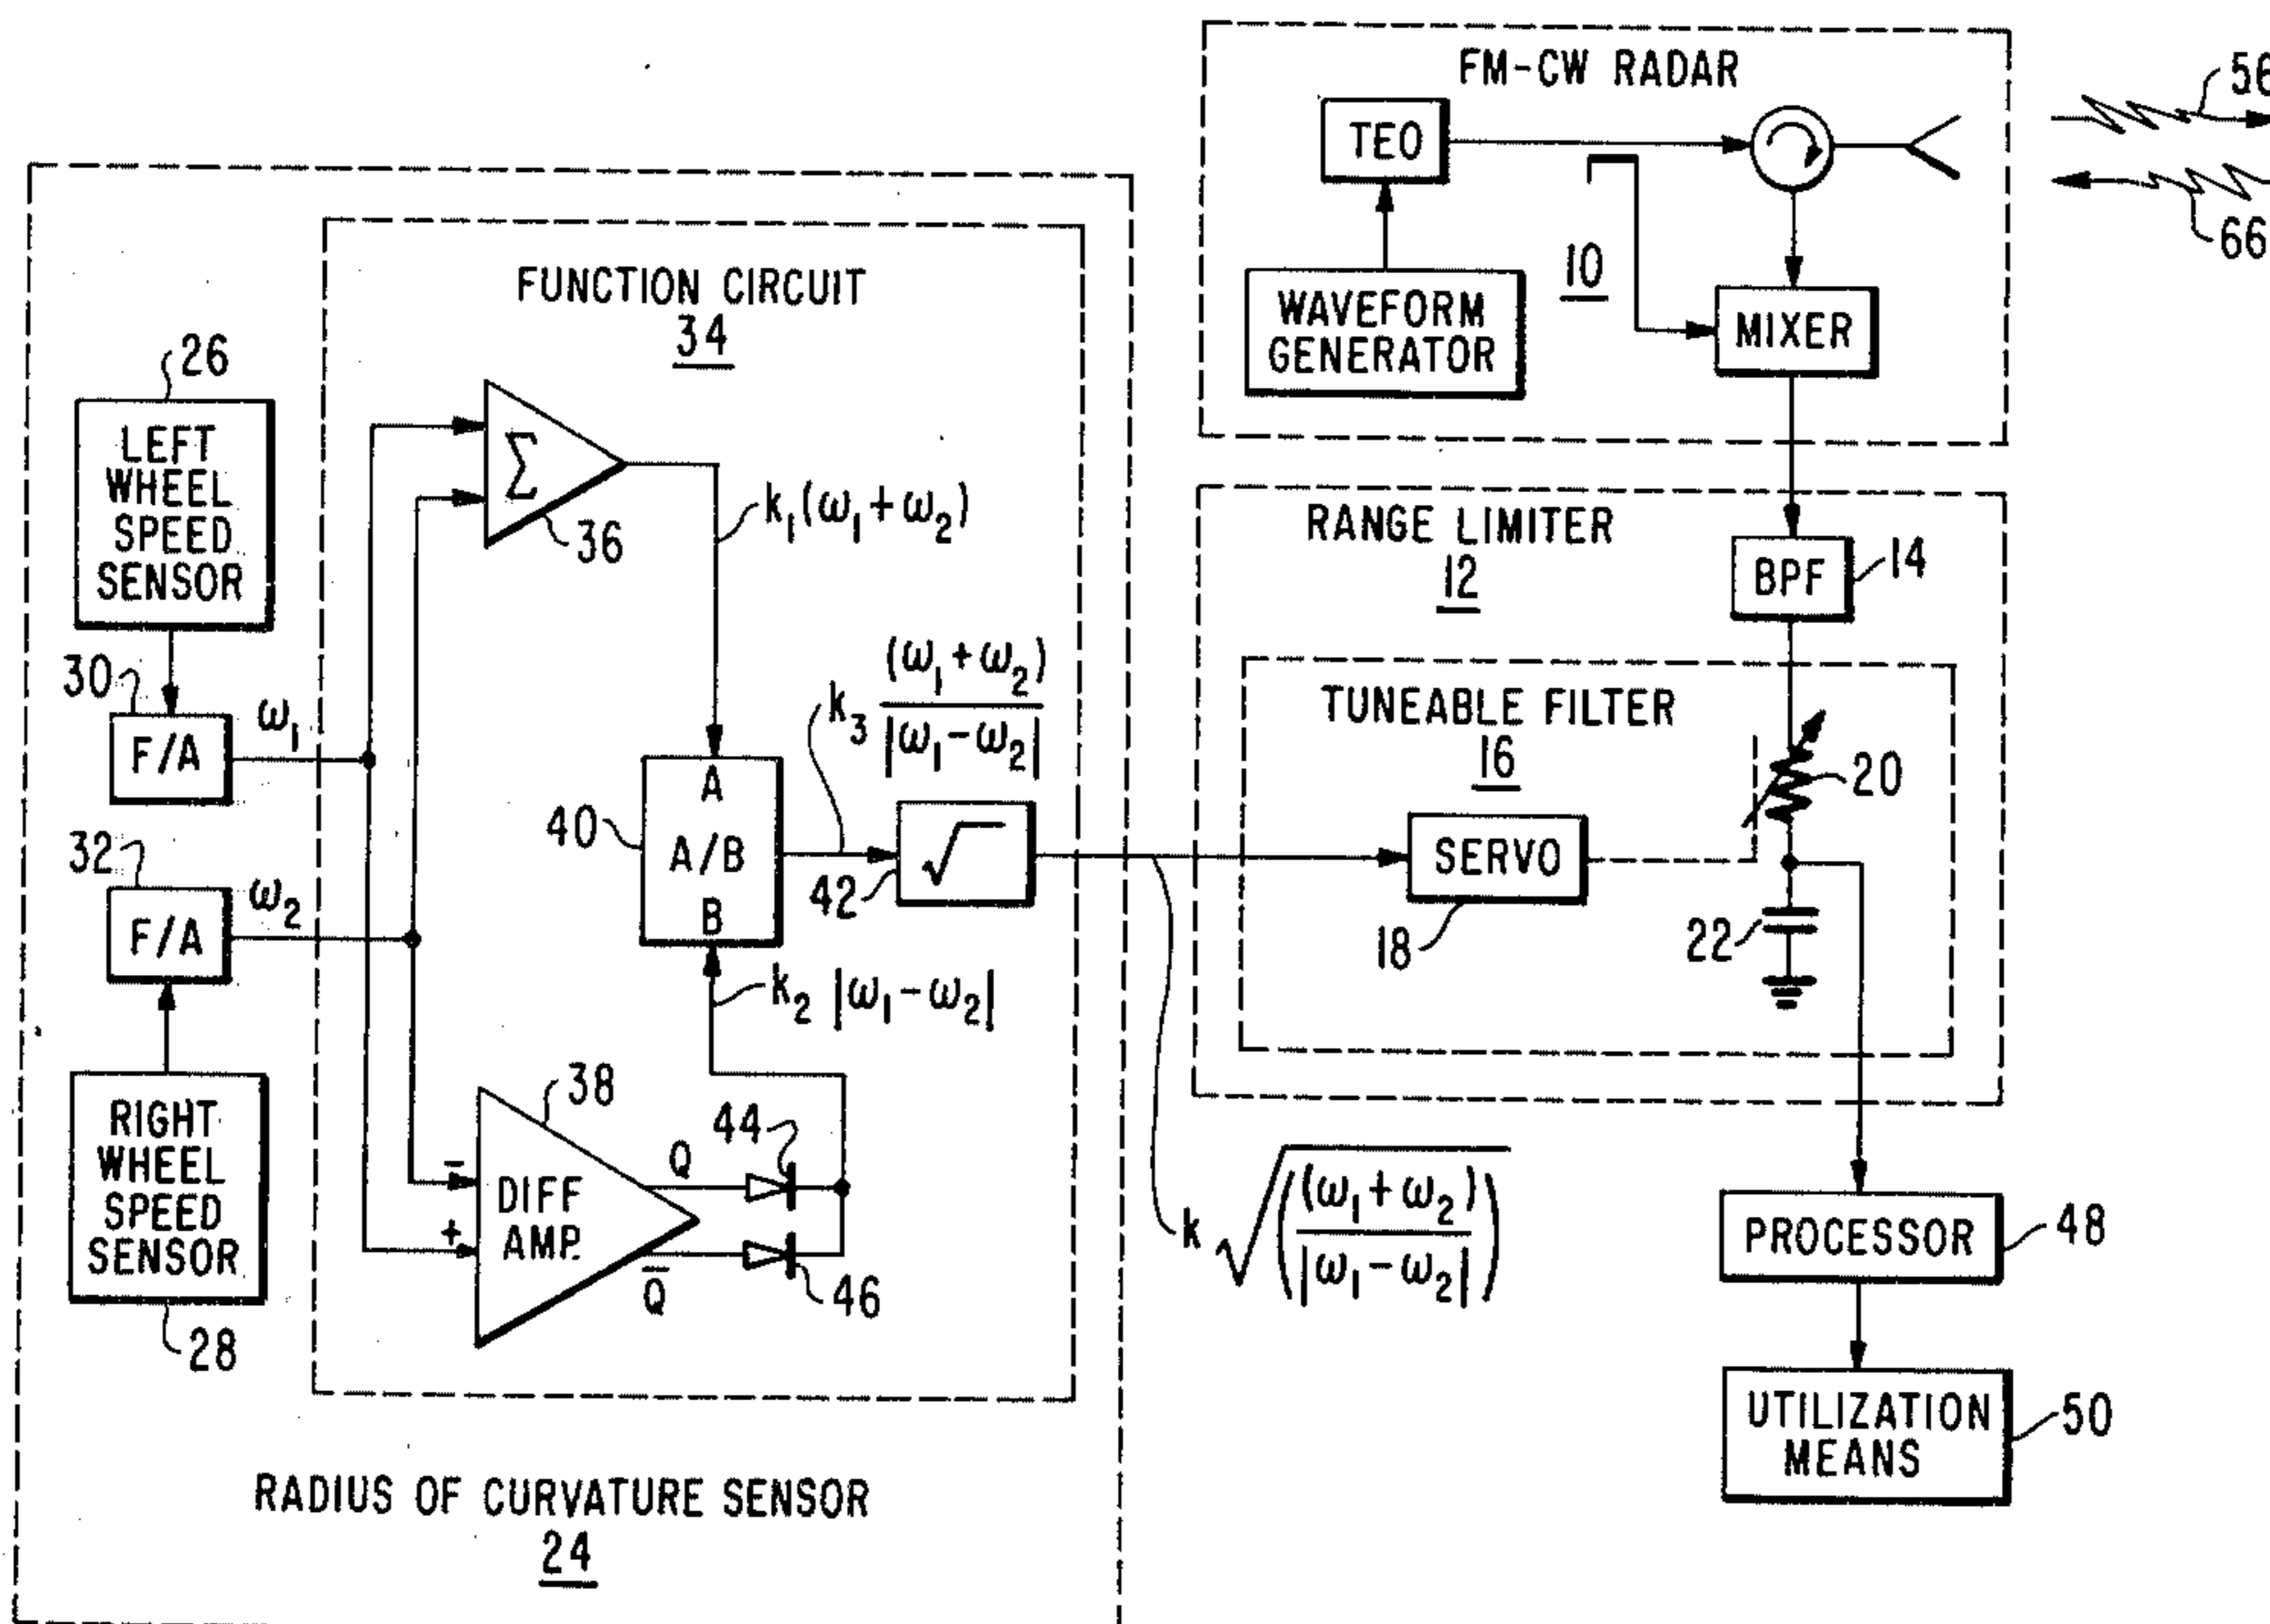 FM-CW RADAR
TEO
WAVEFORM
GENERATOR
10
MIXER
56
66
FUNCTION CIRCUIT
34
26
LEFT
WHEEL
SPEED
SENSOR
Σ
36
k₁(ω₁+ω₂)
30
F/A
ω₁
32
F/A
ω₂
RIGHT
WHEEL
SPEED
SENSOR
28
40
A
A/B
B
k₃ (ω₁+ω₂)/|ω₁-ω₂|
42
√
k₂ |ω₁-ω₂|
38
-
+
DIFF
AMP.
Q
Q̅
44
46
RADIUS OF CURVATURE SENSOR
24
RANGE LIMITER
12
BPF
14
TUNEABLE FILTER
16
SERVO
18
20
22
k √((ω₁+ω₂)/|ω₁-ω₂|)
PROCESSOR
48
UTILIZATION
MEANS
50